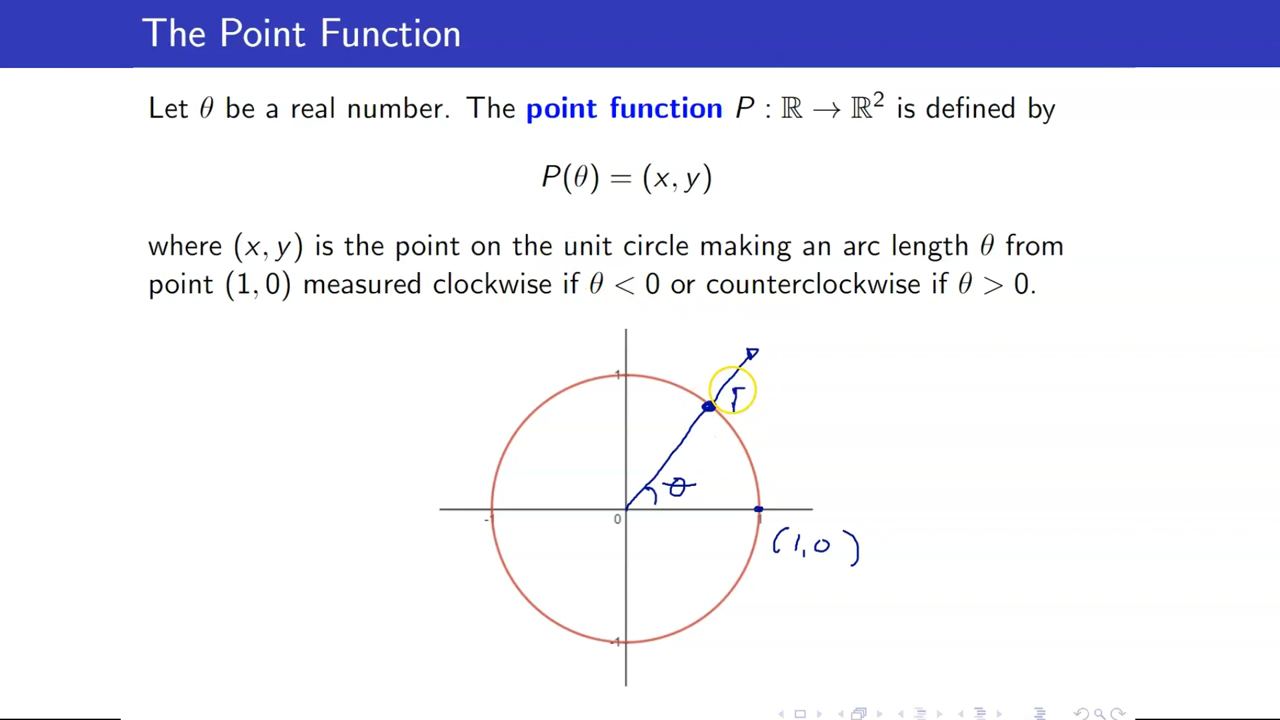 The Point Function
Let θ be a real number. The point function P : ℝ → ℝ² is defined by
P(θ) = (x, y)
where (x, y) is the point on the unit circle making an arc length θ from
point (1, 0) measured clockwise if θ < 0 or counterclockwise if θ > 0.
1
θ
-1 0 1
(1,0)
-1